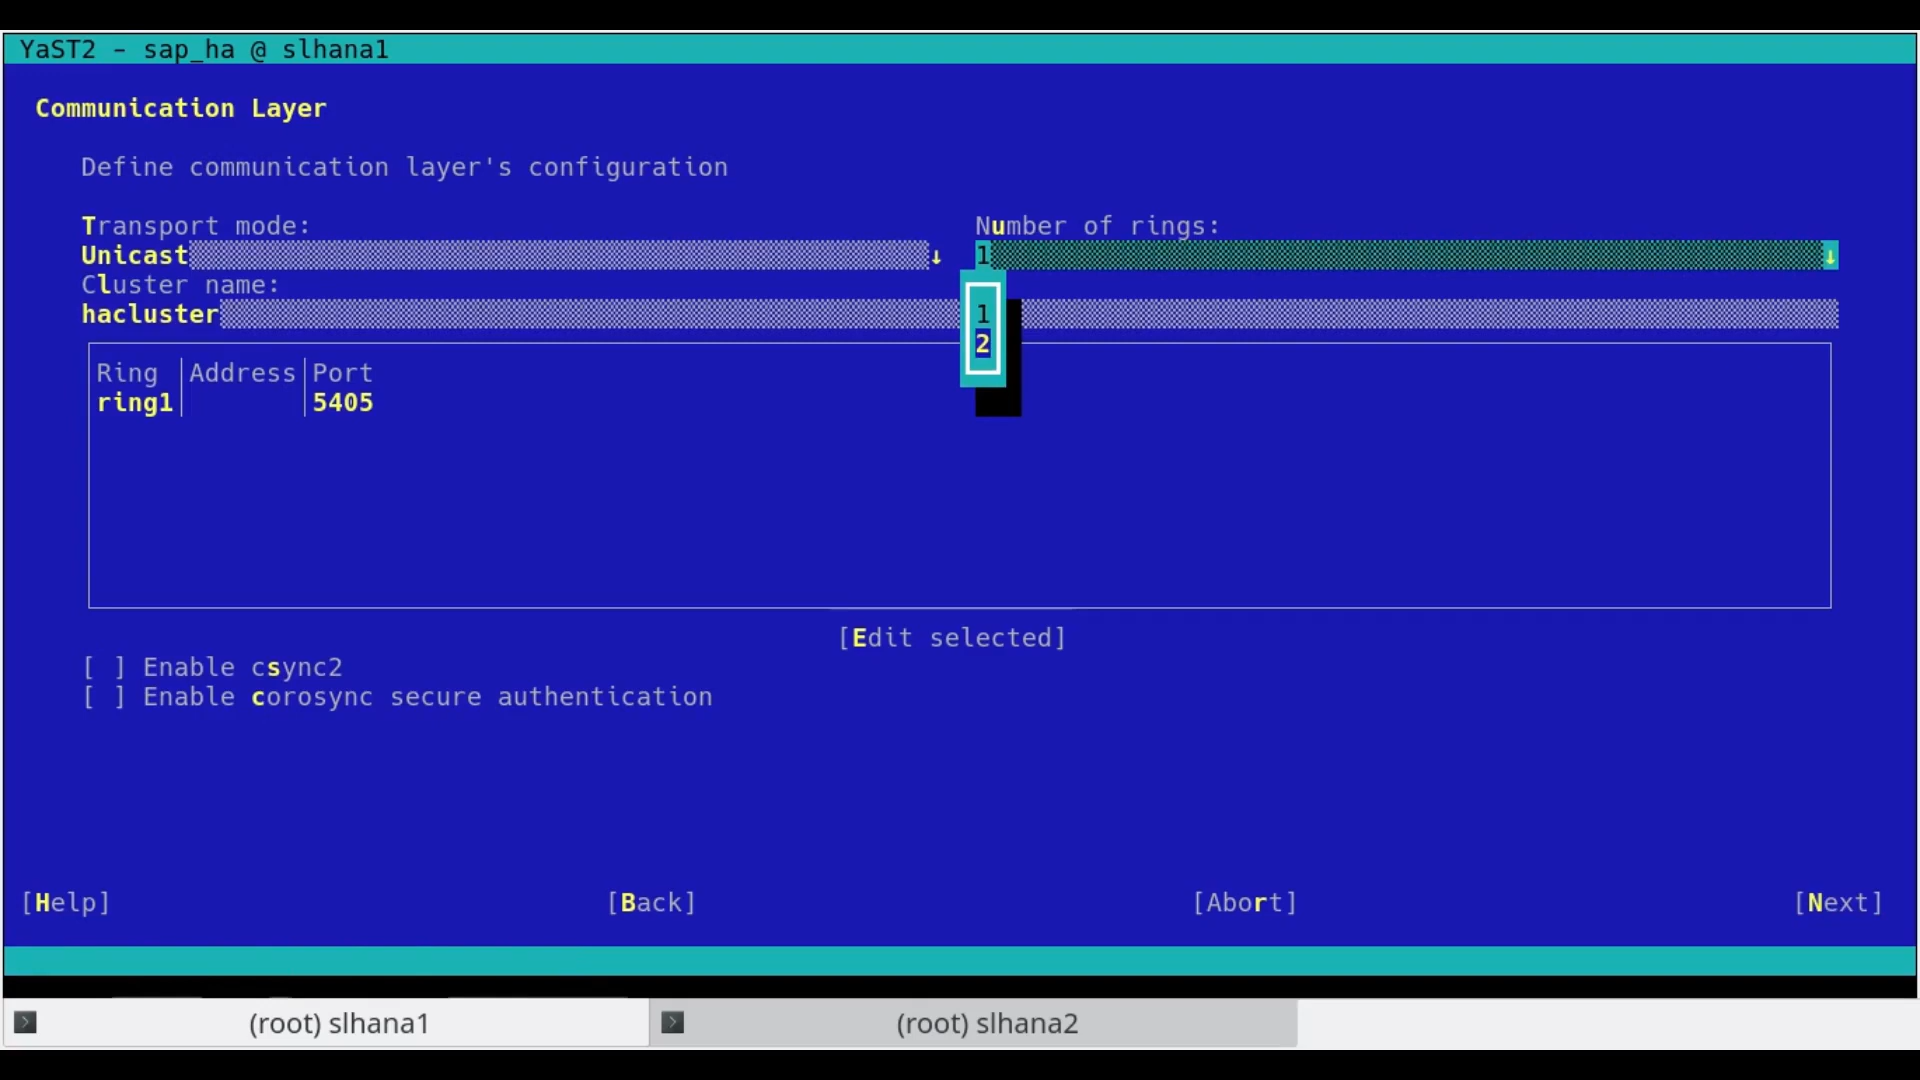 YaST2 - sap_ha @ slhana1
Communication Layer
Define communication layer's configuration
Transport mode: Number of rings:
Unicast↓ 1↓
Cluster name:
hacluster
1
2
Ring Address Port
ring1 5405
[Edit selected]
[ ] Enable csync2
[ ] Enable corosync secure authentication
[Help] [Back] [Abort] [Next]
(root) slhana1 (root) slhana2